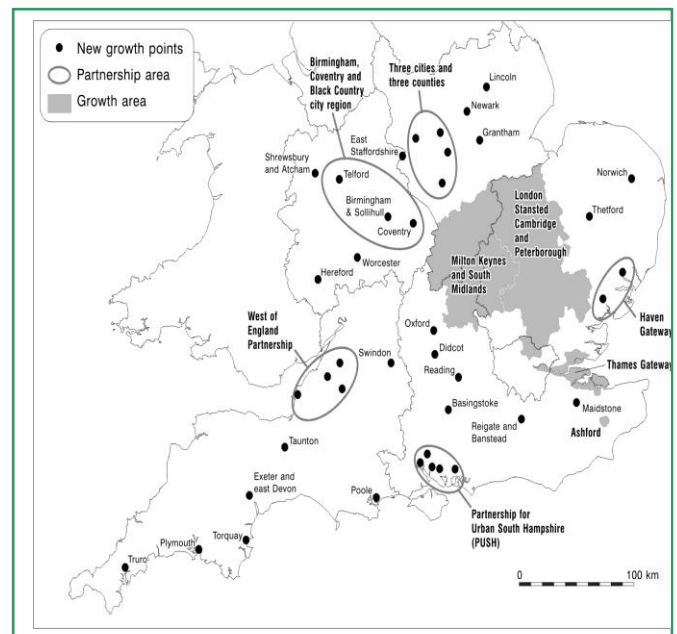 New growth points
Partnership area
Growth area
Birmingham,
Coventry and
Black Country
city region
Three cities and
three counties
Lincoln
Newark
Grantham
East
Staffordshire
Shrewsbury
and Atcham
Telford
Birmingham
& Sollihull
Coventry
Norwich
Thetford
London
Stansted
Cambridge
and
Peterborough
Milton Keynes
and South
Midlands
Worcester
Hereford
Haven
Gateway
West of
England
Partnership
Swindon
Oxford
Didcot
Reading
Thames Gateway
Basingstoke
Maidstone
Reigate and
Banstead
Ashford
Taunton
Exeter and
east Devon
Poole
Partnership for
Urban South Hampshire
(PUSH)
Torquay
Plymouth
Truro
0 100 km